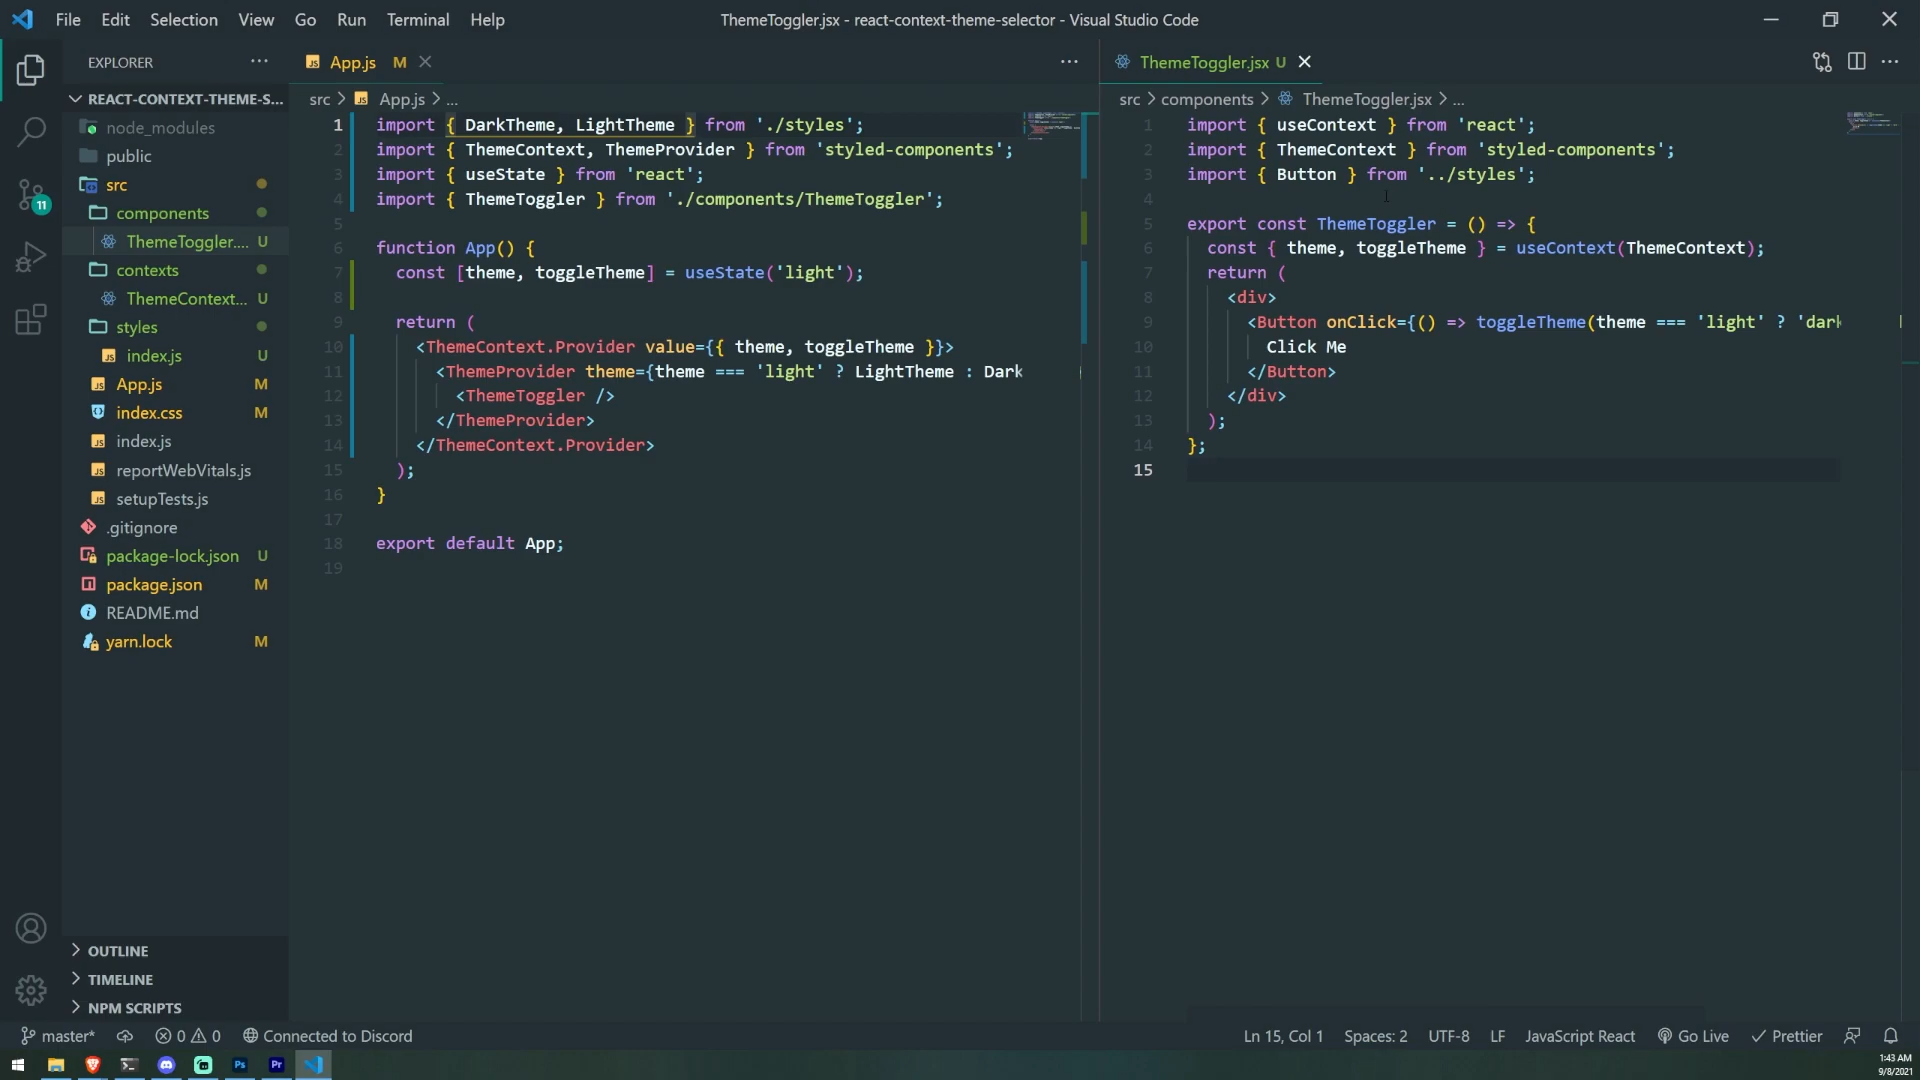 File Edit Selection View Go Run Terminal Help
ThemeToggler.jsx - react-context-theme-selector - Visual Studio Code
EXPLORER
REACT-CONTEXT-THEME-S...
node_modules
public
src
components
ThemeToggler.... U
contexts
ThemeContext... U
styles
index.js U
App.js M
index.css M
index.js
reportWebVitals.js
setupTests.js
.gitignore
package-lock.json U
package.json M
README.md
yarn.lock M
OUTLINE
TIMELINE
NPM SCRIPTS
11
App.js M
src > App.js > ...
1 import { DarkTheme, LightTheme } from './styles';
2 import { ThemeContext, ThemeProvider } from 'styled-components';
3 import { useState } from 'react';
4 import { ThemeToggler } from './components/ThemeToggler';
5
6 function App() {
7 const [theme, toggleTheme] = useState('light');
8
9 return (
10 <ThemeContext.Provider value={{ theme, toggleTheme }}>
11 <ThemeProvider theme={theme === 'light' ? LightTheme : Dark
12 <ThemeToggler />
13 </ThemeProvider>
14 </ThemeContext.Provider>
15 );
16 }
17
18 export default App;
19
ThemeToggler.jsx U
src > components > ThemeToggler.jsx > ...
1 import { useContext } from 'react';
2 import { ThemeContext } from 'styled-components';
3 import { Button } from '../styles';
4
5 export const ThemeToggler = () => {
6 const { theme, toggleTheme } = useContext(ThemeContext);
7 return (
8 <div>
9 <Button onClick={() => toggleTheme(theme === 'light' ? 'dark
10 Click Me
11 </Button>
12 </div>
13 );
14 };
15
master* 0 0 Connected to Discord
Ln 15, Col 1 Spaces: 2 UTF-8 LF JavaScript React Go Live Prettier
Ps Pr
1:43 AM
9/8/2021